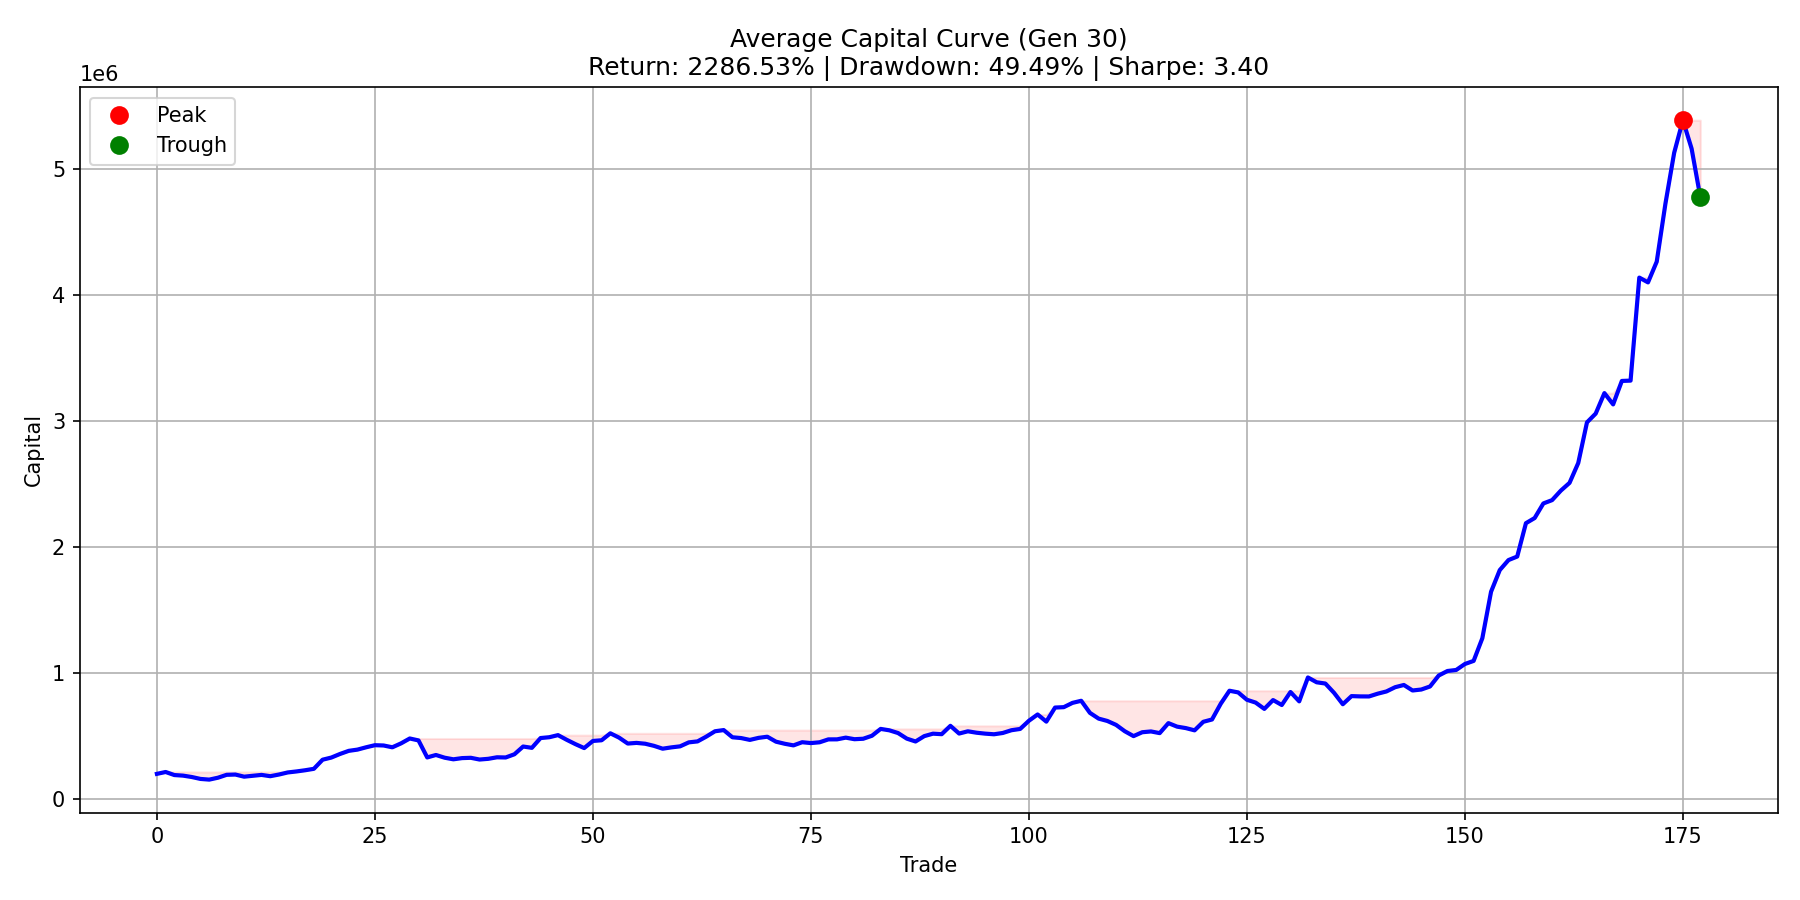 Average Capital Curve (Gen 30)
Return: 2286.53% | Drawdown: 49.49% | Sharpe: 3.40
1e6
Peak
Trough
5
4
3
2
1
0
Capital
0 25 50 75 100 125 150 175
Trade